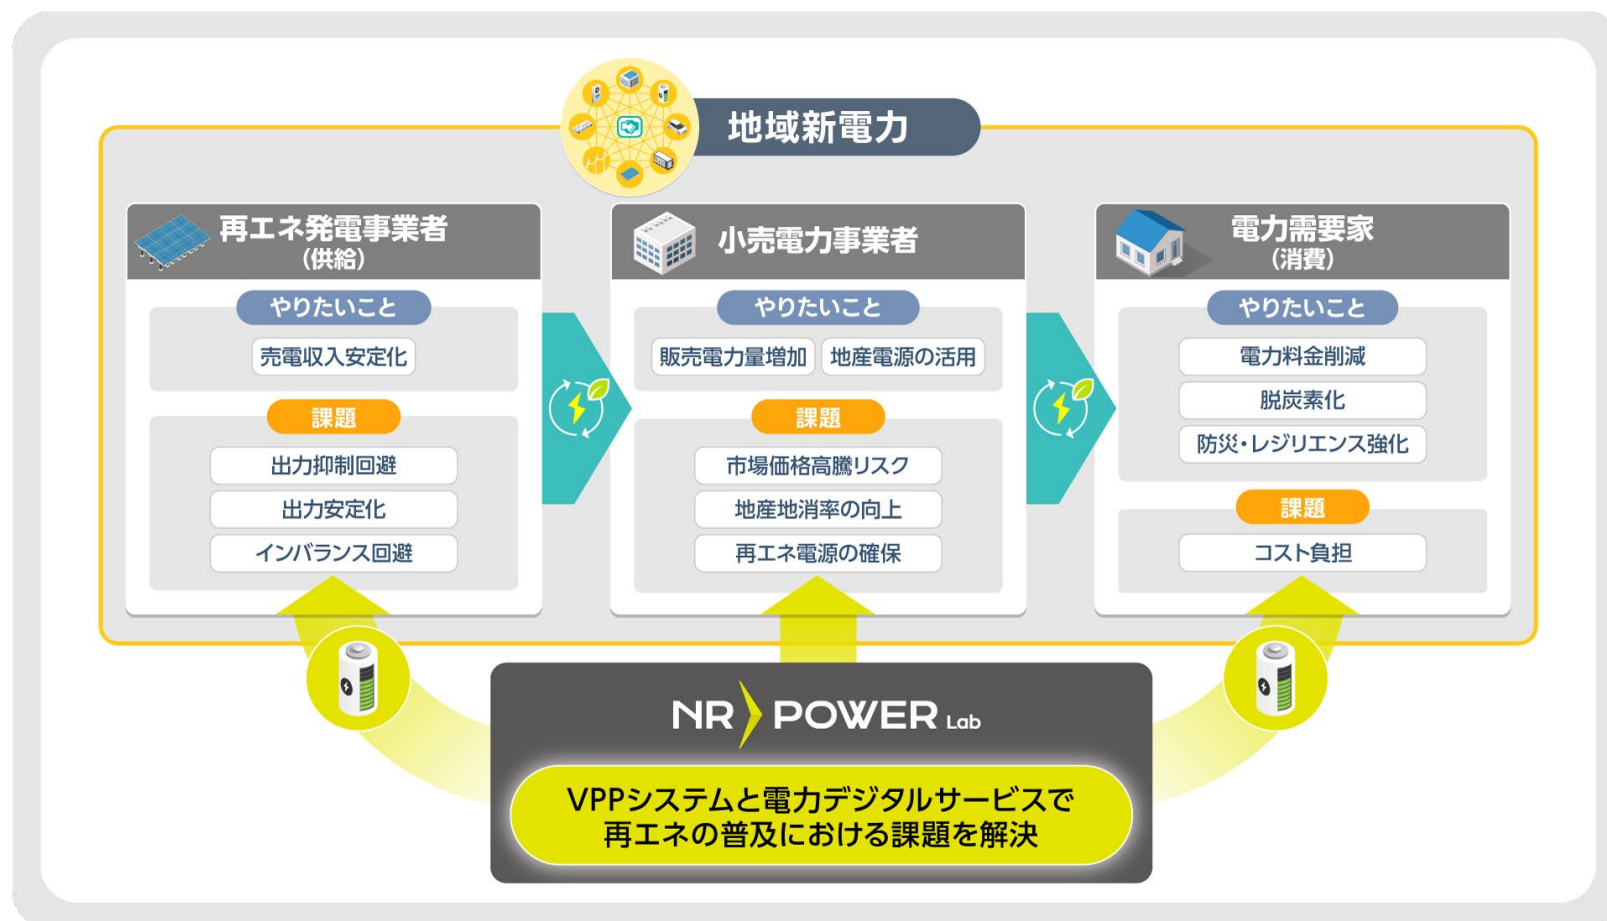 地域新電力
再エネ発電事業者
(供給)
やりたいこと
売電収入安定化
課題
出力抑制回避
出力安定化
インバランス回避
小売電力事業者
やりたいこと
販売電力量増加 地産電源の活用
課題
市場価格高騰リスク
地産地消率の向上
再エネ電源の確保
電力需要家
(消費)
やりたいこと
電力料金削減
脱炭素化
防災・レジリエンス強化
課題
コスト負担
NR POWER Lab
VPPシステムと電力デジタルサービスで
再エネの普及における課題を解決